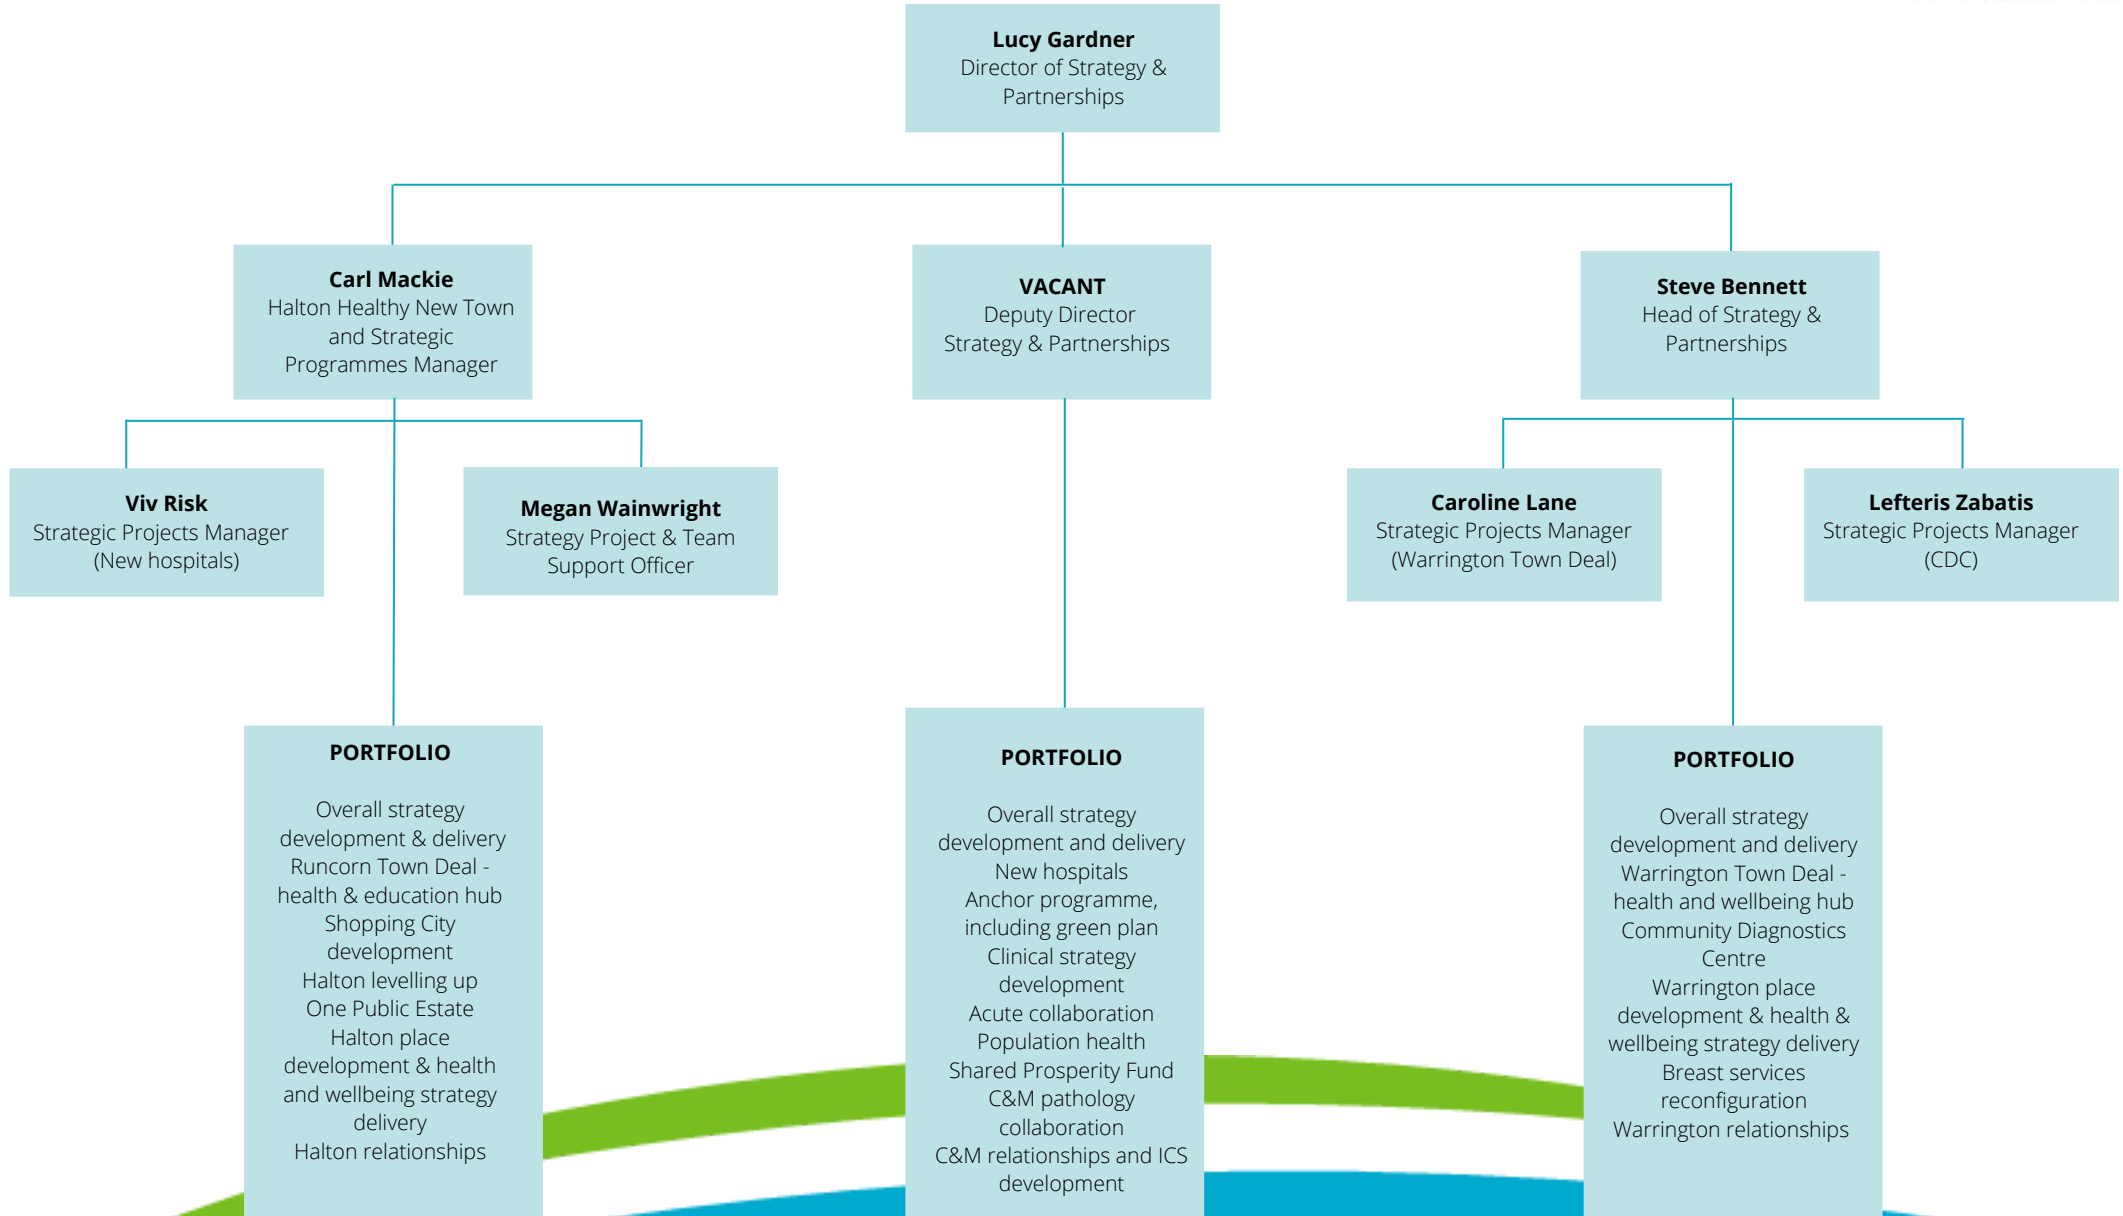 Lucy Gardner
Director of Strategy &
Partnerships
Carl Mackie
Halton Healthy New Town
and Strategic
Programmes Manager
VACANT
Deputy Director
Strategy & Partnerships
Steve Bennett
Head of Strategy &
Partnerships
Viv Risk
Strategic Projects Manager
(New hospitals)
Megan Wainwright
Strategy Project & Team
Support Officer
Caroline Lane
Strategic Projects Manager
(Warrington Town Deal)
Lefteris Zabatis
Strategic Projects Manager
(CDC)
PORTFOLIO
Overall strategy
development & delivery
Runcorn Town Deal -
health & education hub
Shopping City
development
Halton levelling up
One Public Estate
Halton place
development & health
and wellbeing strategy
delivery
Halton relationships
PORTFOLIO
Overall strategy
development and delivery
New hospitals
Anchor programme,
including green plan
Clinical strategy
development
Acute collaboration
Population health
Shared Prosperity Fund
C&M pathology
collaboration
C&M relationships and ICS
development
PORTFOLIO
Overall strategy
development and delivery
Warrington Town Deal -
health and wellbeing hub
Community Diagnostics
Centre
Warrington place
development & health &
wellbeing strategy delivery
Breast services
reconfiguration
Warrington relationships